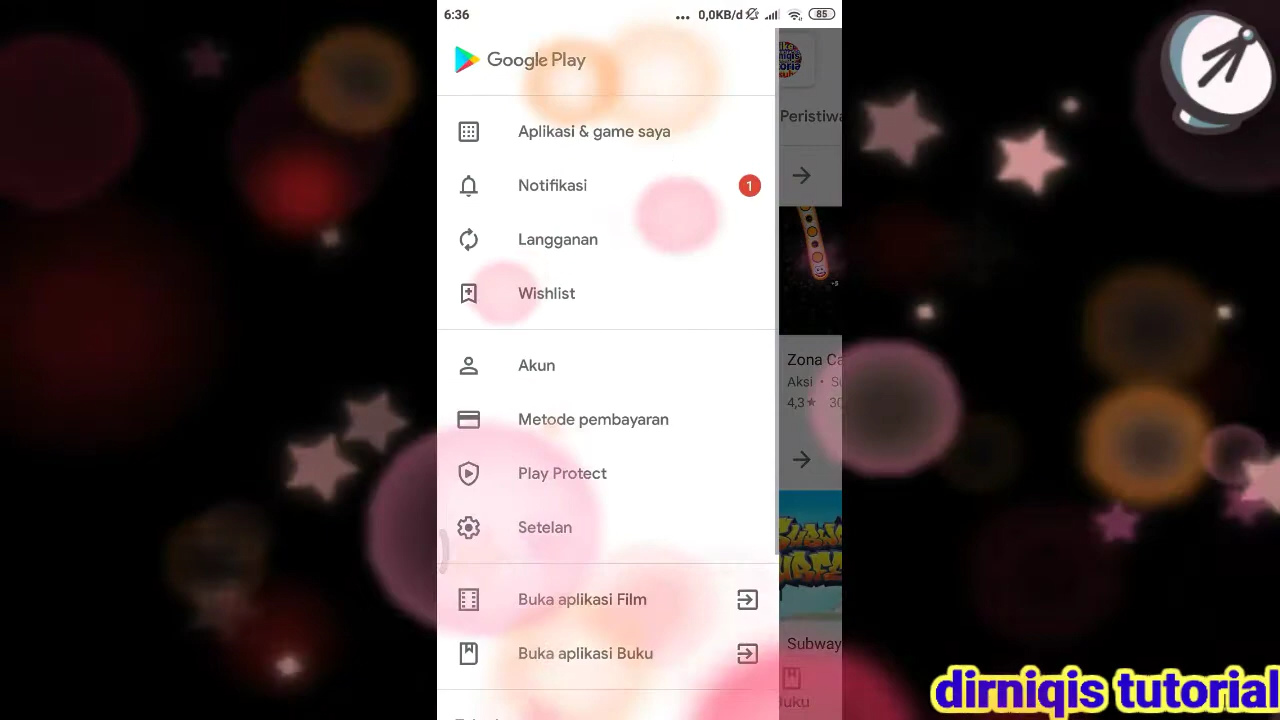 6:36
0,0KB/d
85
Google Play
Aplikasi & game saya
Notifikasi
1
Langganan
Wishlist
Akun
Metode pembayaran
Play Protect
Setelan
Buka aplikasi Film
Buka aplikasi Buku
Zona
Aksi
4,3★
Subway
dirniqis tutorial